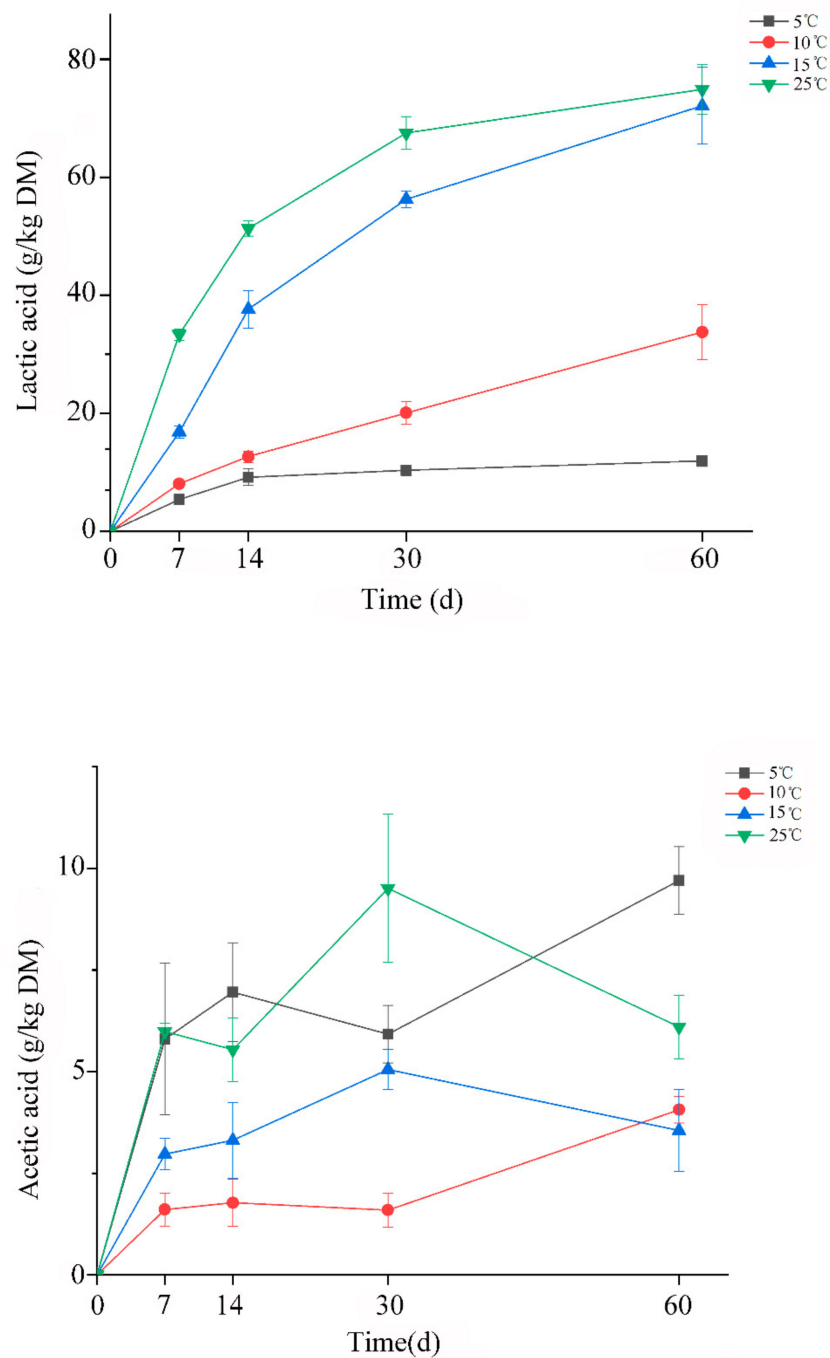 5℃
10℃
15℃
25℃
80
60
40
20
0
Lactic acid (g/kg DM)
0 7 14 30 60
Time (d)
5℃
10℃
15℃
25℃
10
5
0
Acetic acid (g/kg DM)
0 7 14 30 60
Time(d)